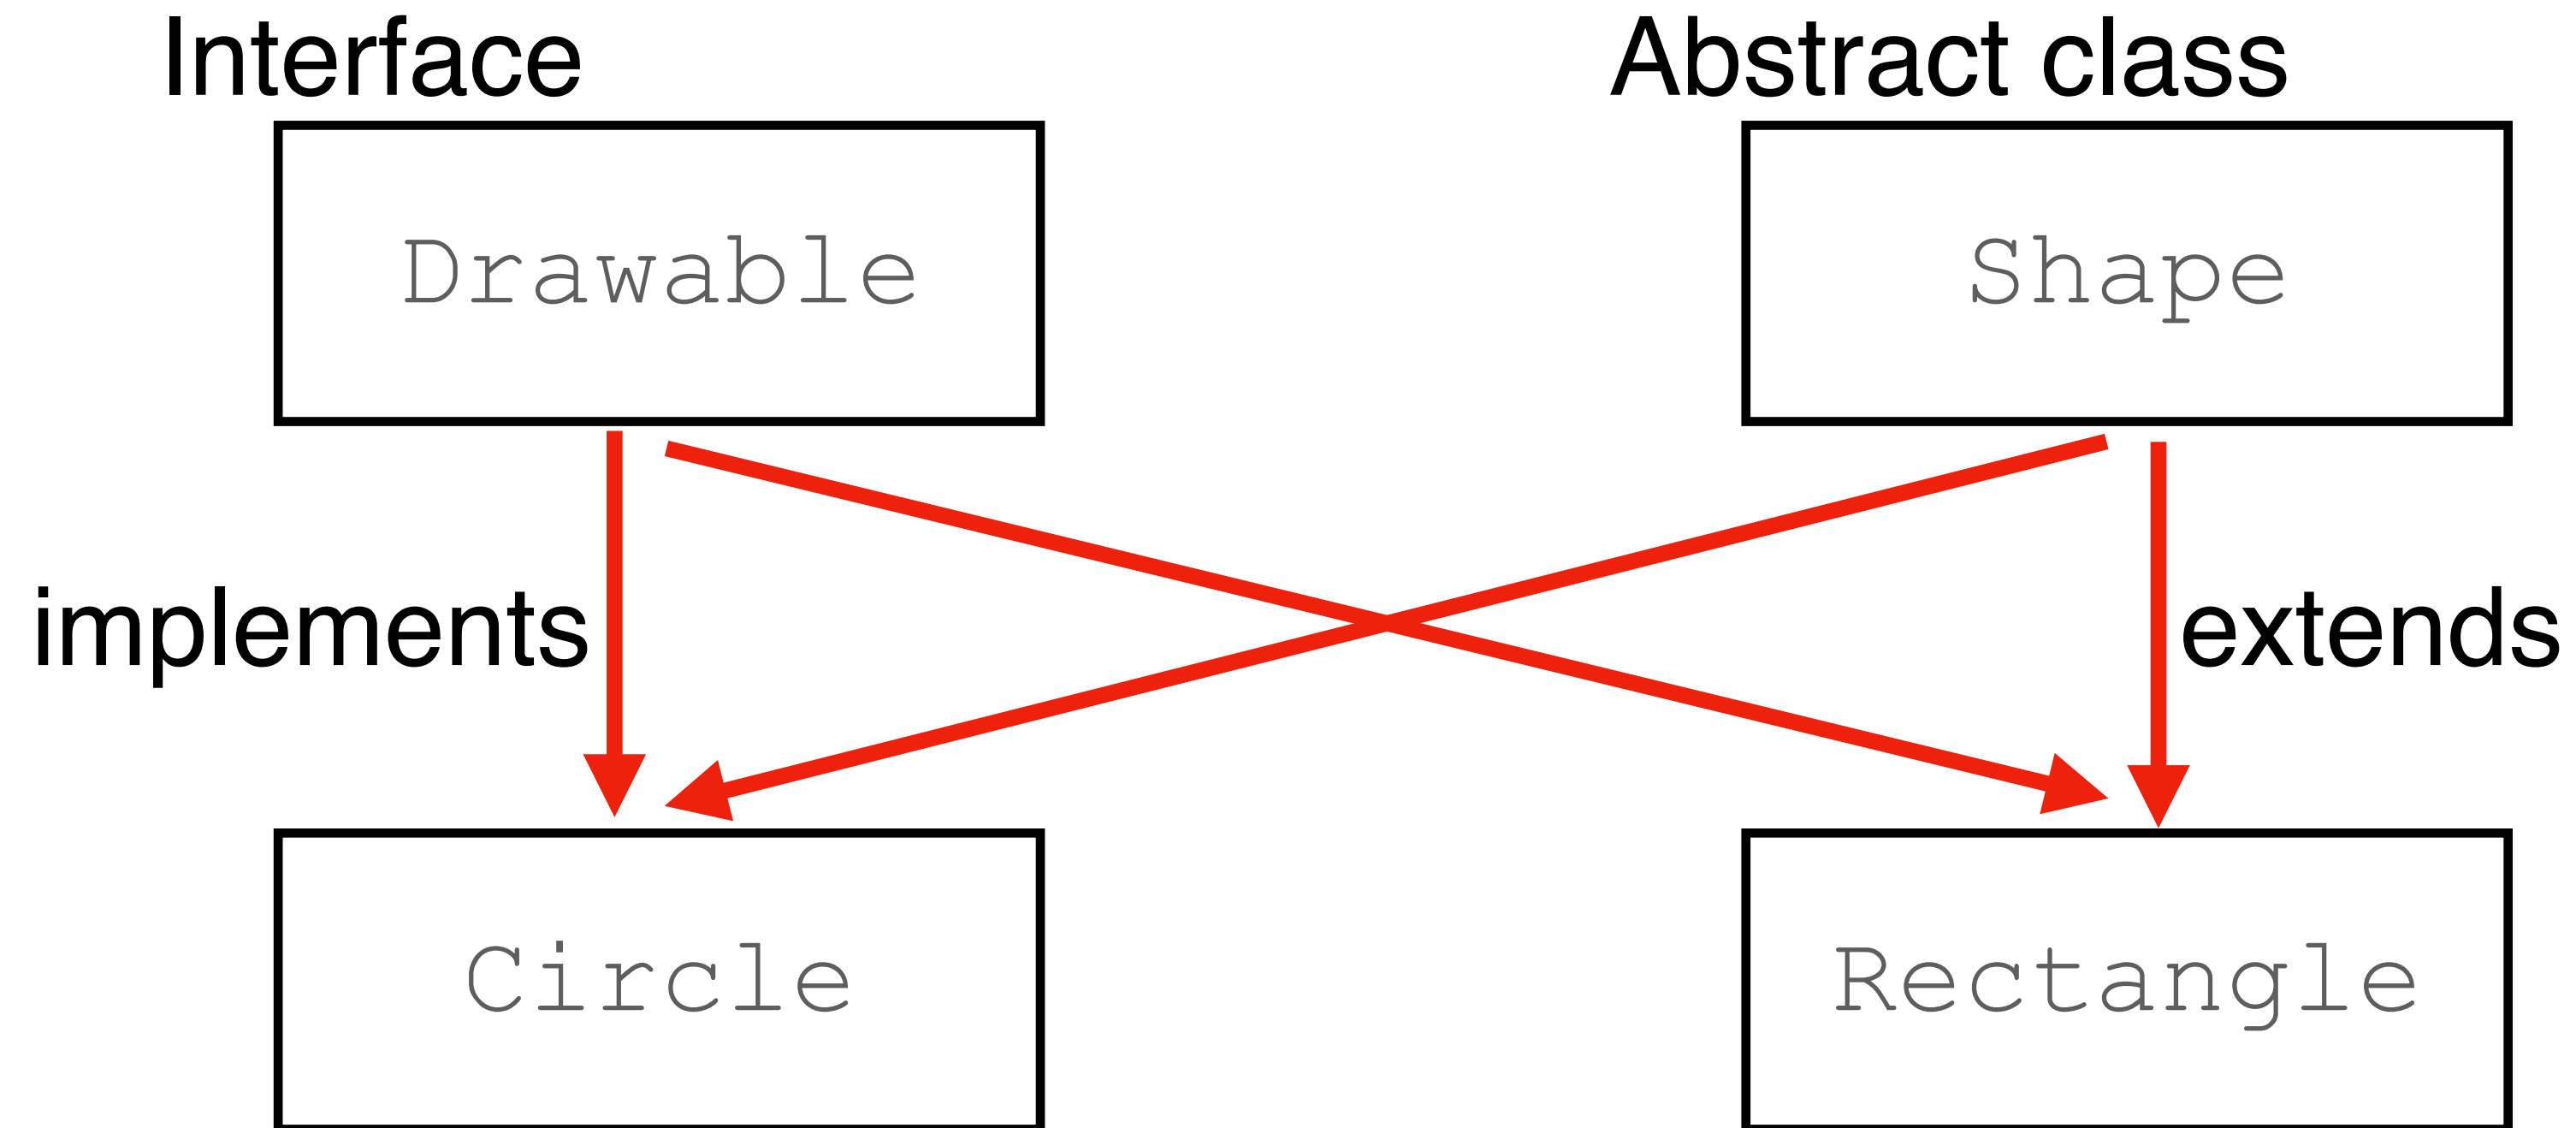 Interface
Abstract class
Drawable
Shape
implements
extends
Circle
Rectangle